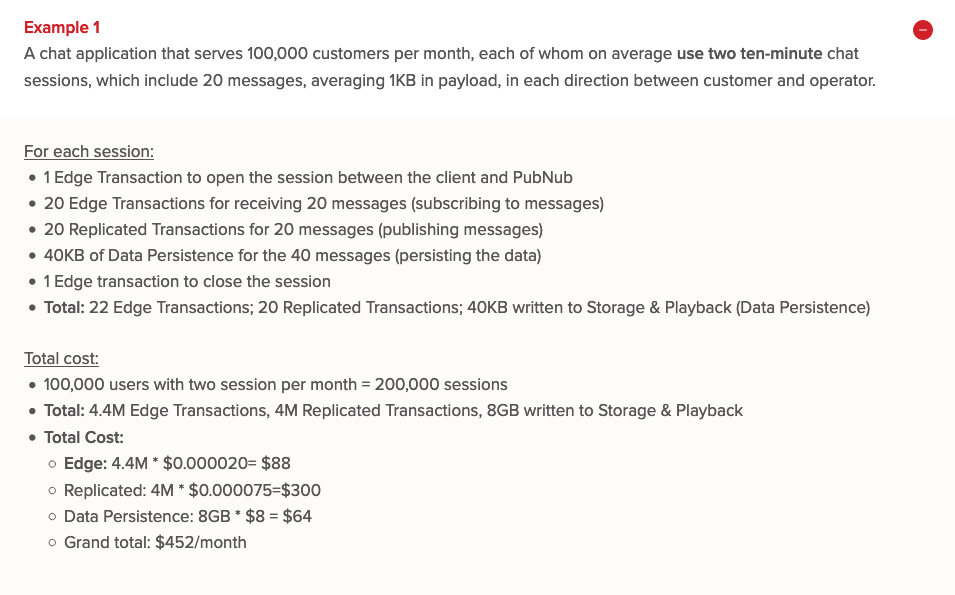 Example 1
A chat application that serves 100,000 customers per month, each of whom on average use two ten-minute chat
sessions, which include 20 messages, averaging 1KB in payload, in each direction between customer and operator.
For each session:
• 1 Edge Transaction to open the session between the client and PubNub
• 20 Edge Transactions for receiving 20 messages (subscribing to messages)
• 20 Replicated Transactions for 20 messages (publishing messages)
• 40KB of Data Persistence for the 40 messages (persisting the data)
• 1 Edge transaction to close the session
• Total: 22 Edge Transactions; 20 Replicated Transactions; 40KB written to Storage & Playback (Data Persistence)
Total cost:
• 100,000 users with two session per month = 200,000 sessions
• Total: 4.4M Edge Transactions, 4M Replicated Transactions, 8GB written to Storage & Playback
• Total Cost:
○ Edge: 4.4M * $0.000020= $88
○ Replicated: 4M * $0.000075=$300
○ Data Persistence: 8GB * $8 = $64
○ Grand total: $452/month